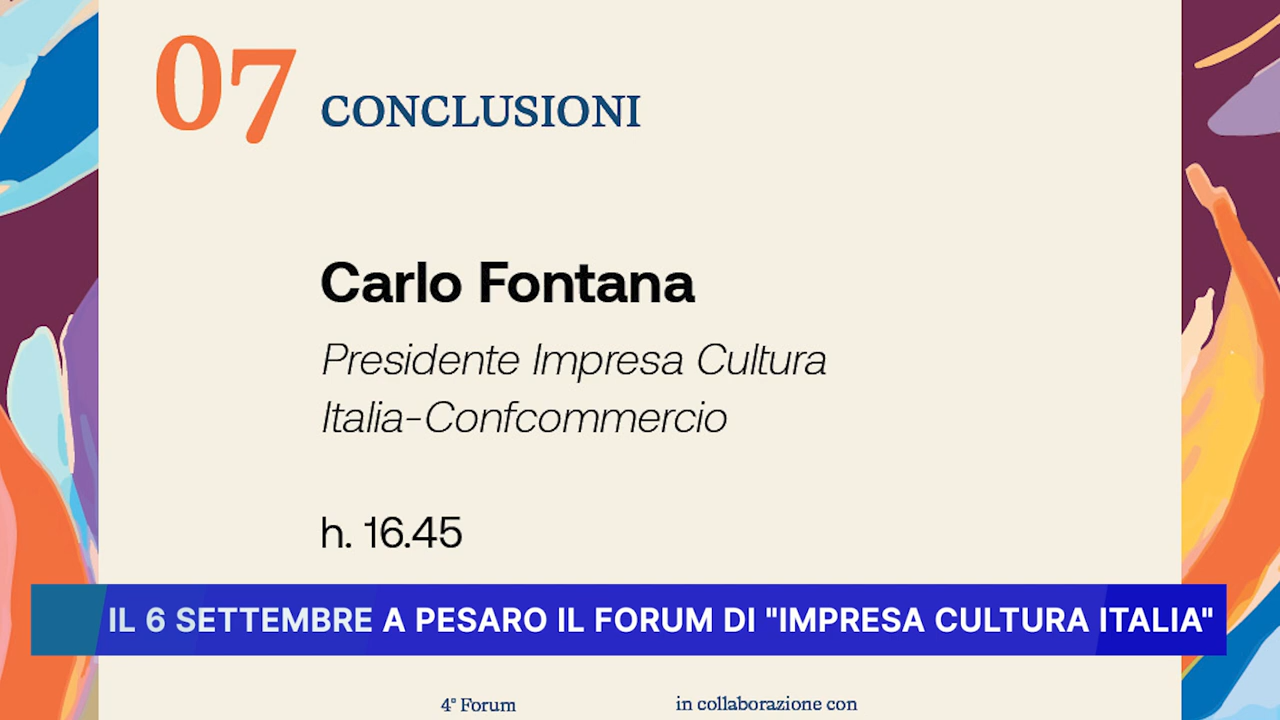 07 CONCLUSIONI
Carlo Fontana
Presidente Impresa Cultura
Italia-Confcommercio
h. 16.45
IL 6 SETTEMBRE A PESARO IL FORUM DI "IMPRESA CULTURA ITALIA"
4° Forum
in collaborazione con